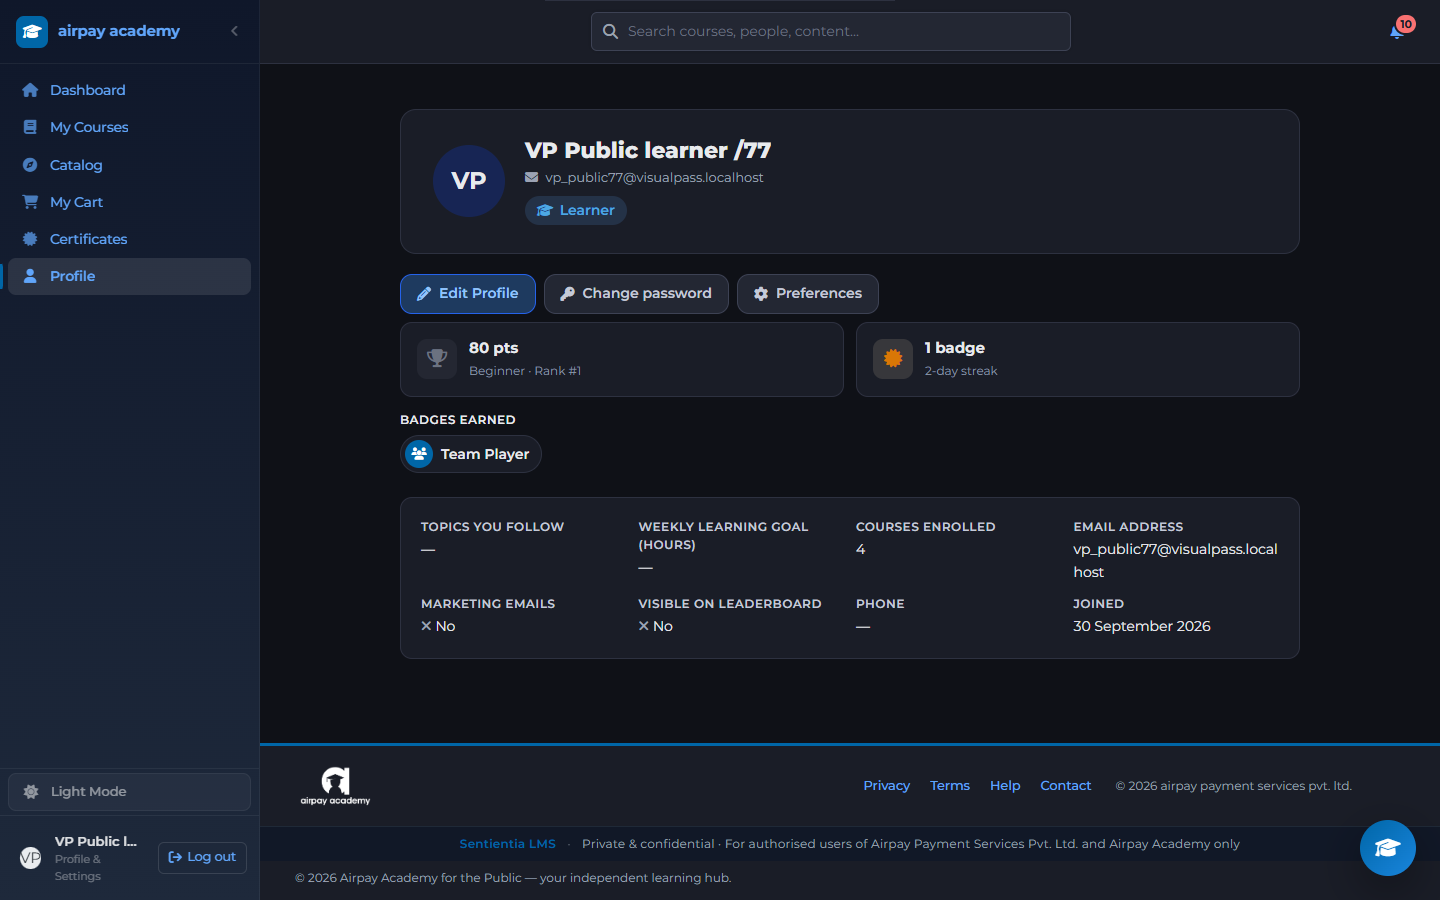 airpay academy
Search courses, people, content...
10
Dashboard
My Courses
Catalog
My Cart
Certificates
Profile
VP
VP Public learner /77
vp_public77@visualpass.localhost
Learner
Edit Profile
Change password
Preferences
80 pts
Beginner · Rank #1
1 badge
2-day streak
BADGES EARNED
Team Player
TOPICS YOU FOLLOW
—
WEEKLY LEARNING GOAL
(HOURS)
—
COURSES ENROLLED
4
EMAIL ADDRESS
vp_public77@visualpass.local
host
MARKETING EMAILS
No
VISIBLE ON LEADERBOARD
No
PHONE
—
JOINED
30 September 2026
Light Mode
VP
VP Public l...
Profile &
Settings
Log out
airpay academy
Privacy
Terms
Help
Contact
© 2026 airpay payment services pvt. ltd.
Sentientia LMS · Private & confidential · For authorised users of Airpay Payment Services Pvt. Ltd. and Airpay Academy only
© 2026 Airpay Academy for the Public — your independent learning hub.